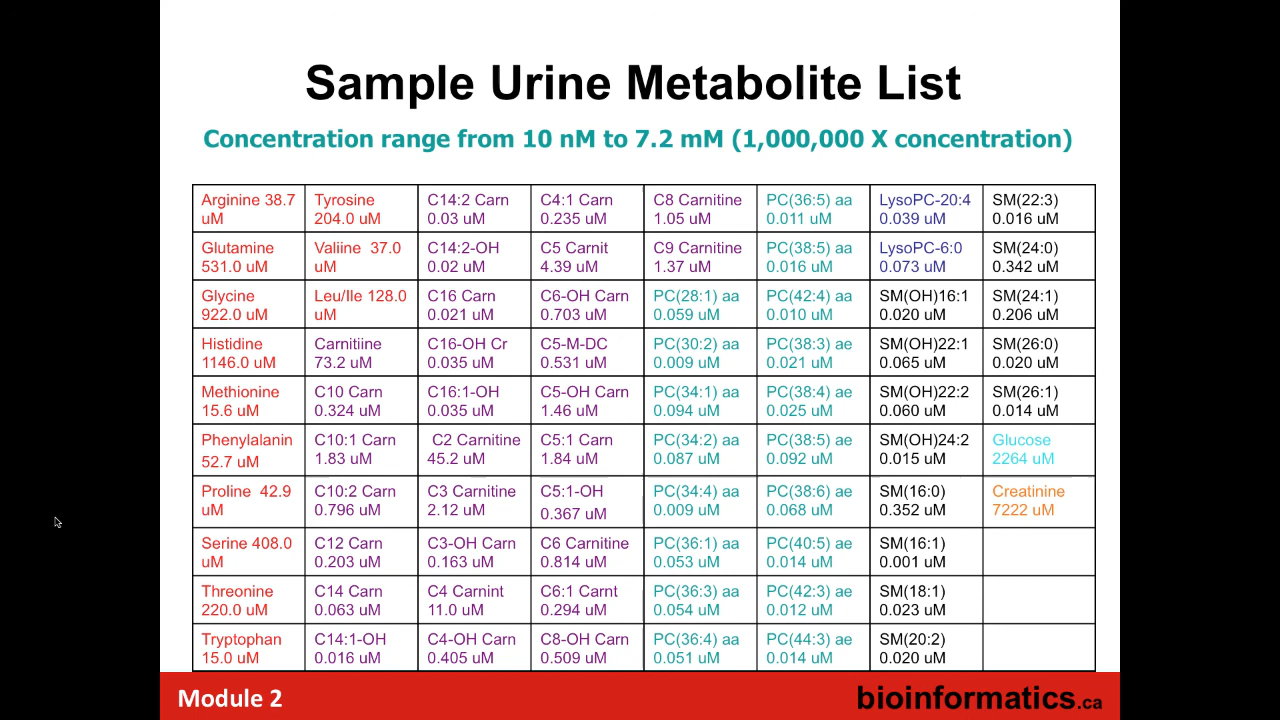 Sample Urine Metabolite List
Concentration range from 10 nM to 7.2 mM (1,000,000 X concentration)
Arginine 38.7 uM
Tyrosine 204.0 uM
C14:2 Carn 0.03 uM
C4:1 Carn 0.235 uM
C8 Carnitine 1.05 uM
PC(36:5) aa 0.011 uM
LysoPC-20:4 0.039 uM
SM(22:3) 0.016 uM
Glutamine 531.0 uM
Valiine 37.0 uM
C14:2-OH 0.02 uM
C5 Carnit 4.39 uM
C9 Carnitine 1.37 uM
PC(38:5) aa 0.016 uM
LysoPC-6:0 0.073 uM
SM(24:0) 0.342 uM
Glycine 922.0 uM
Leu/Ile 128.0 uM
C16 Carn 0.021 uM
C6-OH Carn 0.703 uM
PC(28:1) aa 0.059 uM
PC(42:4) aa 0.010 uM
SM(OH)16:1 0.020 uM
SM(24:1) 0.206 uM
Histidine 1146.0 uM
Carnitiine 73.2 uM
C16-OH Cr 0.035 uM
C5-M-DC 0.531 uM
PC(30:2) aa 0.009 uM
PC(38:3) ae 0.021 uM
SM(OH)22:1 0.065 uM
SM(26:0) 0.020 uM
Methionine 15.6 uM
C10 Carn 0.324 uM
C16:1-OH 0.035 uM
C5-OH Carn 1.46 uM
PC(34:1) aa 0.094 uM
PC(38:4) ae 0.025 uM
SM(OH)22:2 0.060 uM
SM(26:1) 0.014 uM
Phenylalanin 52.7 uM
C10:1 Carn 1.83 uM
C2 Carnitine 45.2 uM
C5:1 Carn 1.84 uM
PC(34:2) aa 0.087 uM
PC(38:5) ae 0.092 uM
SM(OH)24:2 0.015 uM
Glucose 2264 uM
Proline 42.9 uM
C10:2 Carn 0.796 uM
C3 Carnitine 2.12 uM
C5:1-OH 0.367 uM
PC(34:4) aa 0.009 uM
PC(38:6) ae 0.068 uM
SM(16:0) 0.352 uM
Creatinine 7222 uM
Serine 408.0 uM
C12 Carn 0.203 uM
C3-OH Carn 0.163 uM
C6 Carnitine 0.814 uM
PC(36:1) aa 0.053 uM
PC(40:5) ae 0.014 uM
SM(16:1) 0.001 uM
Threonine 220.0 uM
C14 Carn 0.063 uM
C4 Carnint 11.0 uM
C6:1 Carnt 0.294 uM
PC(36:3) aa 0.054 uM
PC(42:3) ae 0.012 uM
SM(18:1) 0.023 uM
Tryptophan 15.0 uM
C14:1-OH 0.016 uM
C4-OH Carn 0.405 uM
C8-OH Carn 0.509 uM
PC(36:4) aa 0.051 uM
PC(44:3) ae 0.014 uM
SM(20:2) 0.020 uM
Module 2
bioinformatics.ca